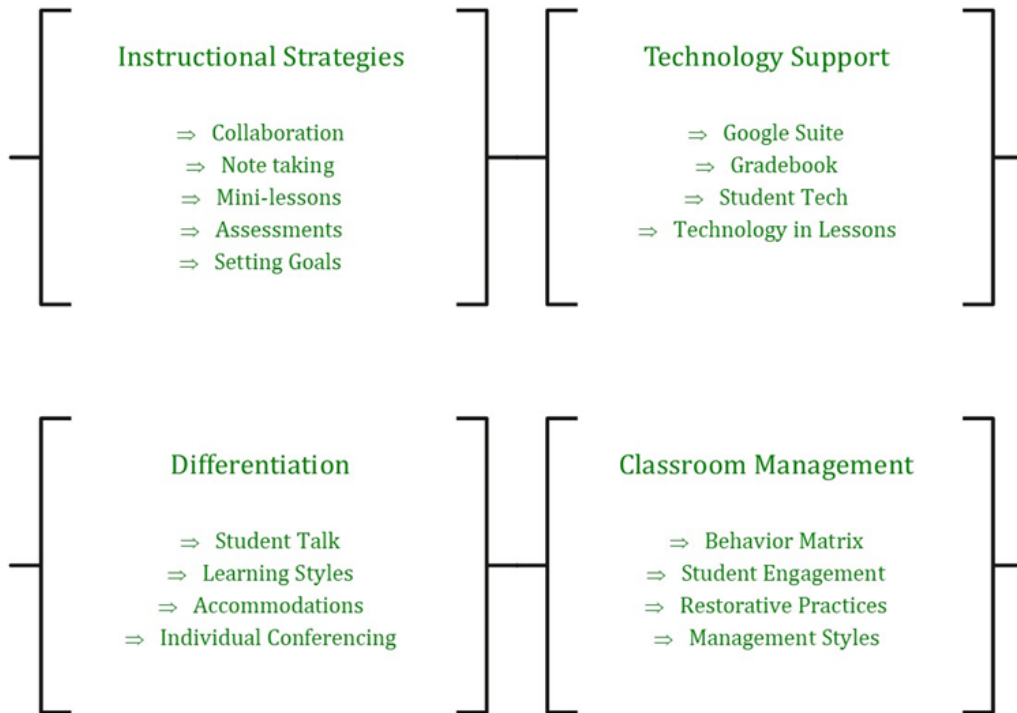 Instructional Strategies
⇒ Collaboration
⇒ Note taking
⇒ Mini-lessons
⇒ Assessments
⇒ Setting Goals
Technology Support
⇒ Google Suite
⇒ Gradebook
⇒ Student Tech
⇒ Technology in Lessons
Differentiation
⇒ Student Talk
⇒ Learning Styles
⇒ Accommodations
⇒ Individual Conferencing
Classroom Management
⇒ Behavior Matrix
⇒ Student Engagement
⇒ Restorative Practices
⇒ Management Styles